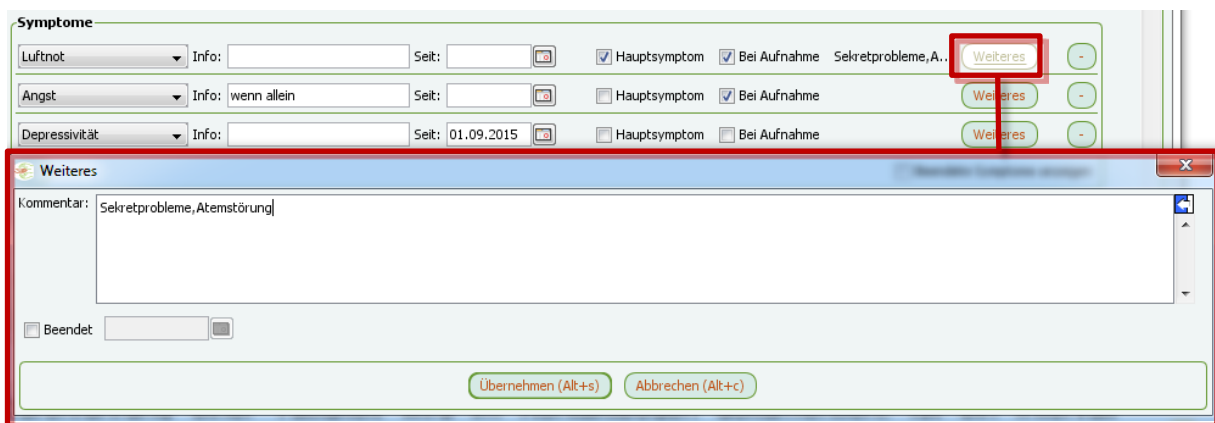 Symptome
Luftnot Info: Seit: Hauptsymptom Bei Aufnahme Sekretprobleme,A.. Weiteres -
Angst Info: wenn allein Seit: Hauptsymptom Bei Aufnahme Weiteres -
Depressivität Info: Seit: 01.09.2015 Hauptsymptom Bei Aufnahme Weiteres -
Weiteres
Kommentar: Sekretprobleme,Atemstörung
Beendet
Übernehmen (Alt+s) Abbrechen (Alt+c)